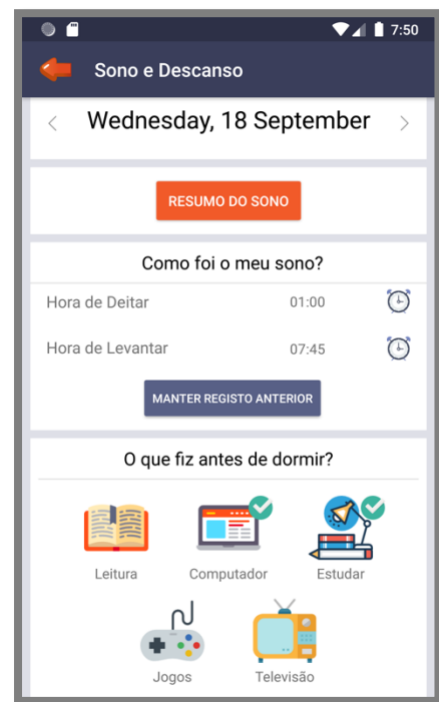 7:50
Sono e Descanso
< Wednesday, 18 September >
RESUMO DO SONO
Como foi o meu sono?
Hora de Deitar 01:00
Hora de Levantar 07:45
MANTER REGISTO ANTERIOR
O que fiz antes de dormir?
Leitura Computador Estudar
Jogos Televisão